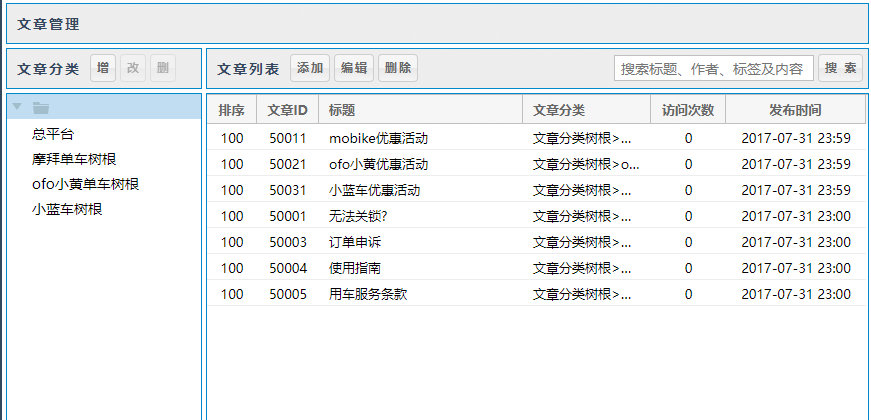 文章管理
文章分类 增 改 删
文章列表 添加 编辑 删除 搜索标题、作者、标签及内容 搜 索
总平台
摩拜单车树根
ofo小黄单车树根
小蓝车树根
排序 文章ID 标题 文章分类 访问次数 发布时间
100 50011 mobike优惠活动 文章分类树根>... 0 2017-07-31 23:59
100 50021 ofo小黄优惠活动 文章分类树根>o... 0 2017-07-31 23:59
100 50031 小蓝车优惠活动 文章分类树根>... 0 2017-07-31 23:59
100 50001 无法关锁? 文章分类树根>... 0 2017-07-31 23:00
100 50003 订单申诉 文章分类树根>... 0 2017-07-31 23:00
100 50004 使用指南 文章分类树根>... 0 2017-07-31 23:00
100 50005 用车服务条款 文章分类树根>... 0 2017-07-31 23:00